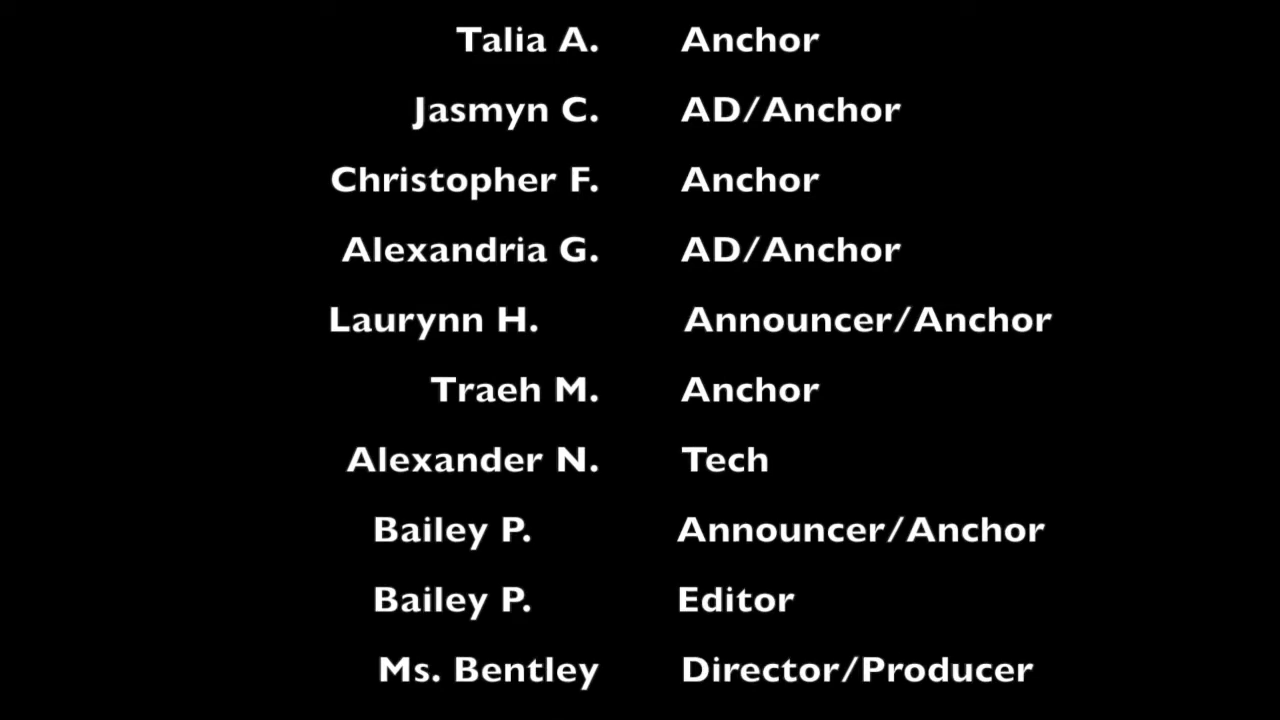 Talia A. Anchor
Jasmyn C. AD/Anchor
Christopher F. Anchor
Alexandria G. AD/Anchor
Laurynn H. Announcer/Anchor
Traeh M. Anchor
Alexander N. Tech
Bailey P. Announcer/Anchor
Bailey P. Editor
Ms. Bentley Director/Producer